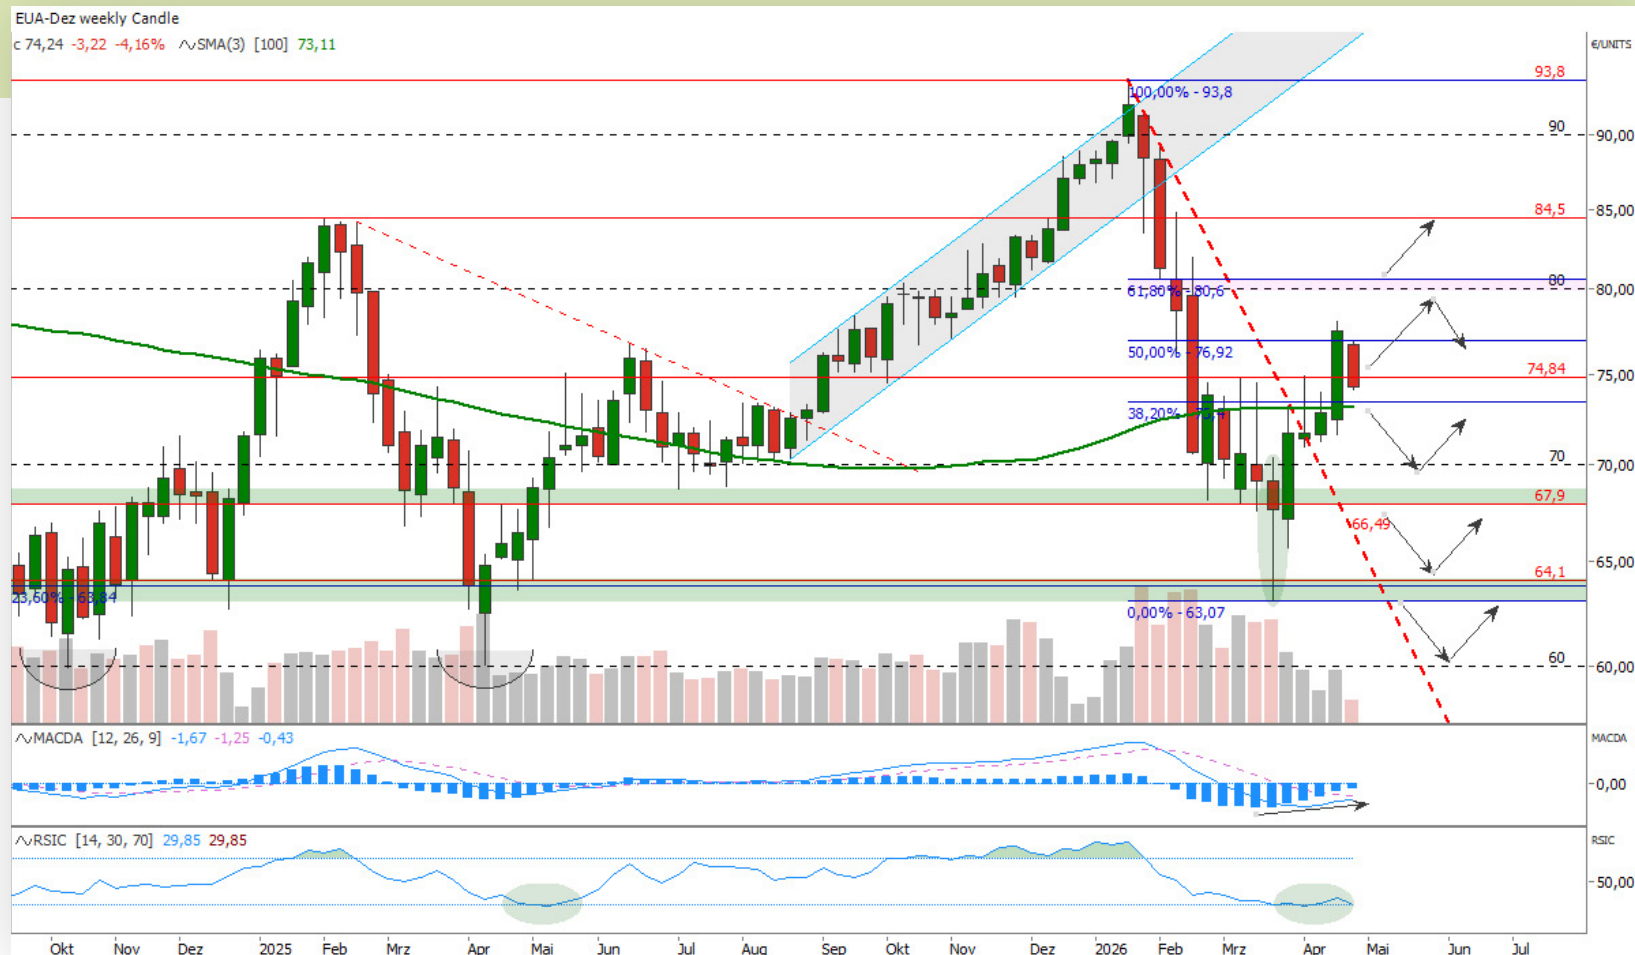 EUA-Dez weekly Candle
c 74,24 -3,22 -4,16% SMA(3) [100] 73,11
€/UNITS
93,8
100,00% - 93,8
90
90,00
85,00
84,5
80
80,00
61,80% - 80,6
50,00% - 76,92
74,84
75,00
38,20% - 73,4
70
70,00
67,9
66,49
65,00
64,1
23,60% - 63,84
0,00% - 63,07
60
60,00
MACDA [12, 26, 9] -1,67 -1,25 -0,43
MACDA
0,00
RSIC [14, 30, 70] 29,85 29,85
RSIC
50,00
Okt Nov Dez 2025 Feb Mrz Apr Mai Jun Jul Aug Sep Okt Nov Dez 2026 Feb Mrz Apr Mai Jun Jul